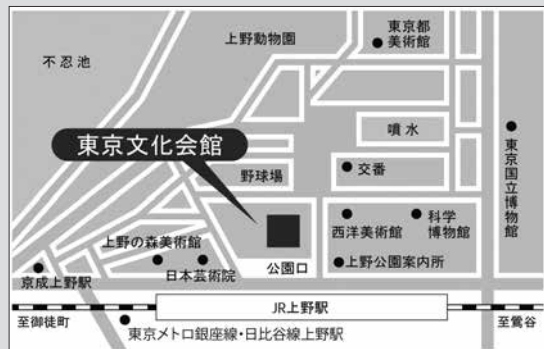 東京都
美術館
上野動物園
不忍池
噴水
東京文化会館
交番
野球場
東京国立博物館
西洋美術館
科学
博物館
上野の森美術館
日本芸術院
公園口
上野公園案内所
京成上野駅
JR上野駅
至御徒町
至鶯谷
東京メトロ銀座線・日比谷線上野駅